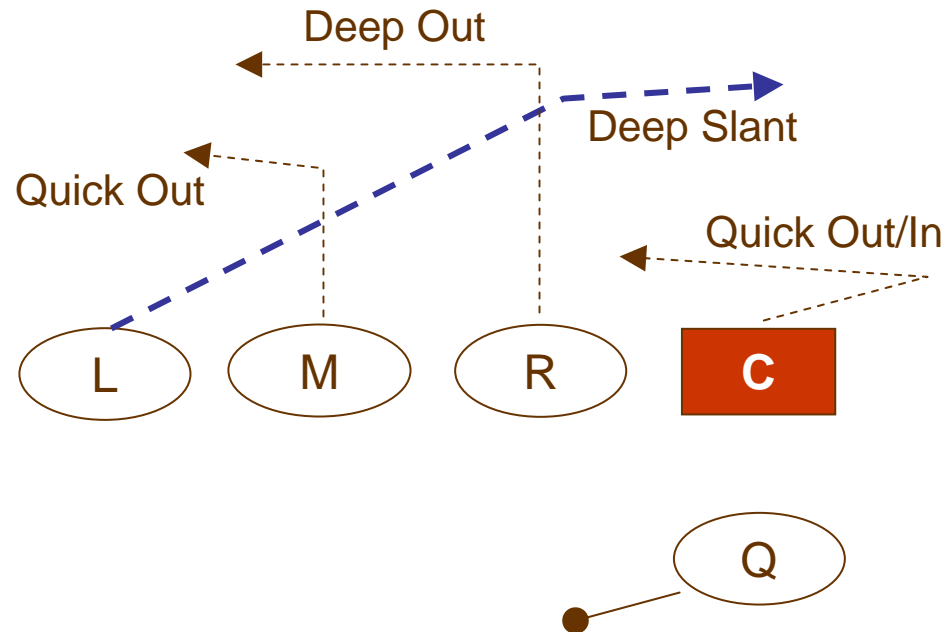 Deep Out
Deep Slant
Quick Out
Quick Out/In
L M R C
Q